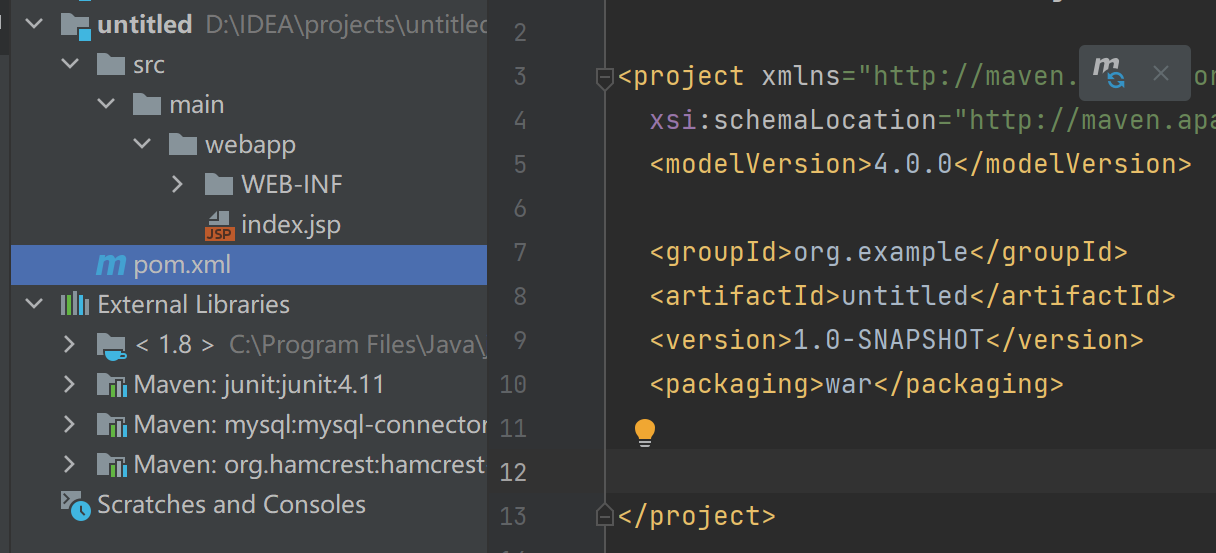 untitled D:\IDEA\projects\untitled
src
main
webapp
WEB-INF
JSP index.jsp
m pom.xml
External Libraries
< 1.8 > C:\Program Files\Java\
Maven: junit:junit:4.11
Maven: mysql:mysql-connector
Maven: org.hamcrest:hamcrest
Scratches and Consoles
2
3 <project xmlns="http://maven.
m
4 xsi:schemaLocation="http://maven.apa
5 <modelVersion>4.0.0</modelVersion>
6
7 <groupId>org.example</groupId>
8 <artifactId>untitled</artifactId>
9 <version>1.0-SNAPSHOT</version>
10 <packaging>war</packaging>
11
12
13 </project>